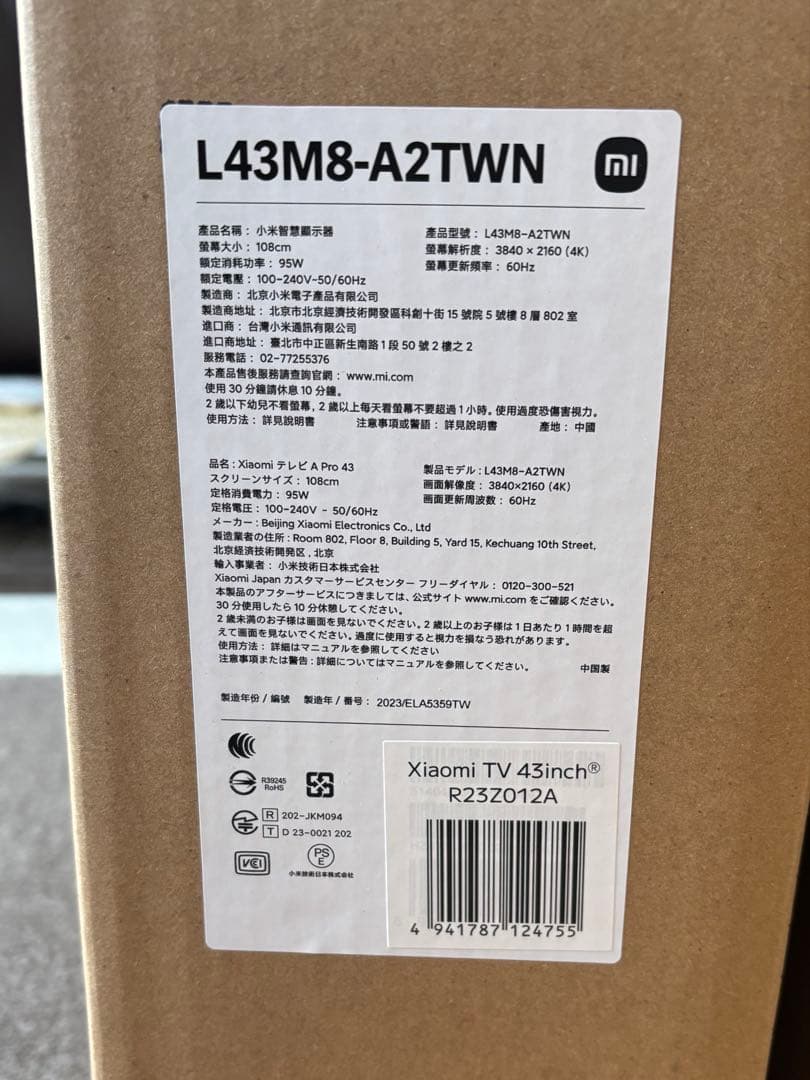 L43M8-A2TWN
mi
產品名稱：小米智慧顯示器
產品型號：L43M8-A2TWN
螢幕大小：108cm
螢幕解析度：3840 × 2160 (4K)
額定消耗功率：95W
螢幕更新頻率：60Hz
額定電壓：100-240V~50/60Hz
製造商：北京小米電子產品有限公司
製造商地址：北京市北京經濟技術開發區科創十街 15 號院 5 號樓 8 層 802 室
進口商：台灣小米通訊有限公司
進口商地址：臺北市中正區新生南路 1 段 50 號 2 樓之 2
服務電話：02-77255376
本產品售後服務請查詢官網：www.mi.com
使用 30 分鐘請休息 10 分鐘。
2 歲以下幼兒不看螢幕，2 歲以上每天看螢幕不要超過 1 小時。使用過度恐傷害視力。
使用方法：詳見說明書 注意事項或警語：詳見說明書 產地：中國
品名：Xiaomi テレビ A Pro 43
製品モデル：L43M8-A2TWN
スクリーンサイズ：108cm
画面解像度：3840×2160 (4K)
定格消費電力：95W
画面更新周波数：60Hz
定格電圧：100-240V ~ 50/60Hz
メーカー：Beijing Xiaomi Electronics Co., Ltd
製造業者の住所：Room 802, Floor 8, Building 5, Yard 15, Kechuang 10th Street,
北京経済技術開発区，北京
輸入事業者：小米技術日本株式会社
Xiaomi Japan カスタマーサービスセンター フリーダイヤル：0120-300-521
本製品のアフターサービスにつきましては、公式サイト www.mi.com をご確認ください。
30 分使用したら 10 分休憩してください。
2 歳未満のお子様は画面を見ないでください。2 歳以上のお子様は 1 日あたり 1 時間を超
えて画面を見ないでください。過度に使用すると視力を損なう恐れがあります。
使用方法：詳細はマニュアルを参照してください
注意事項または警告：詳細についてはマニュアルを参照してください。 中国製
製造年份 / 編號 製造年 / 番号：2023/ELA5359TW
R39245
RoHS
R 202-JKM094
T D 23-0021 202
VCI
PS
E
小米技術日本株式会社
Xiaomi TV 43inch®
R23Z012A
4 941787 124755